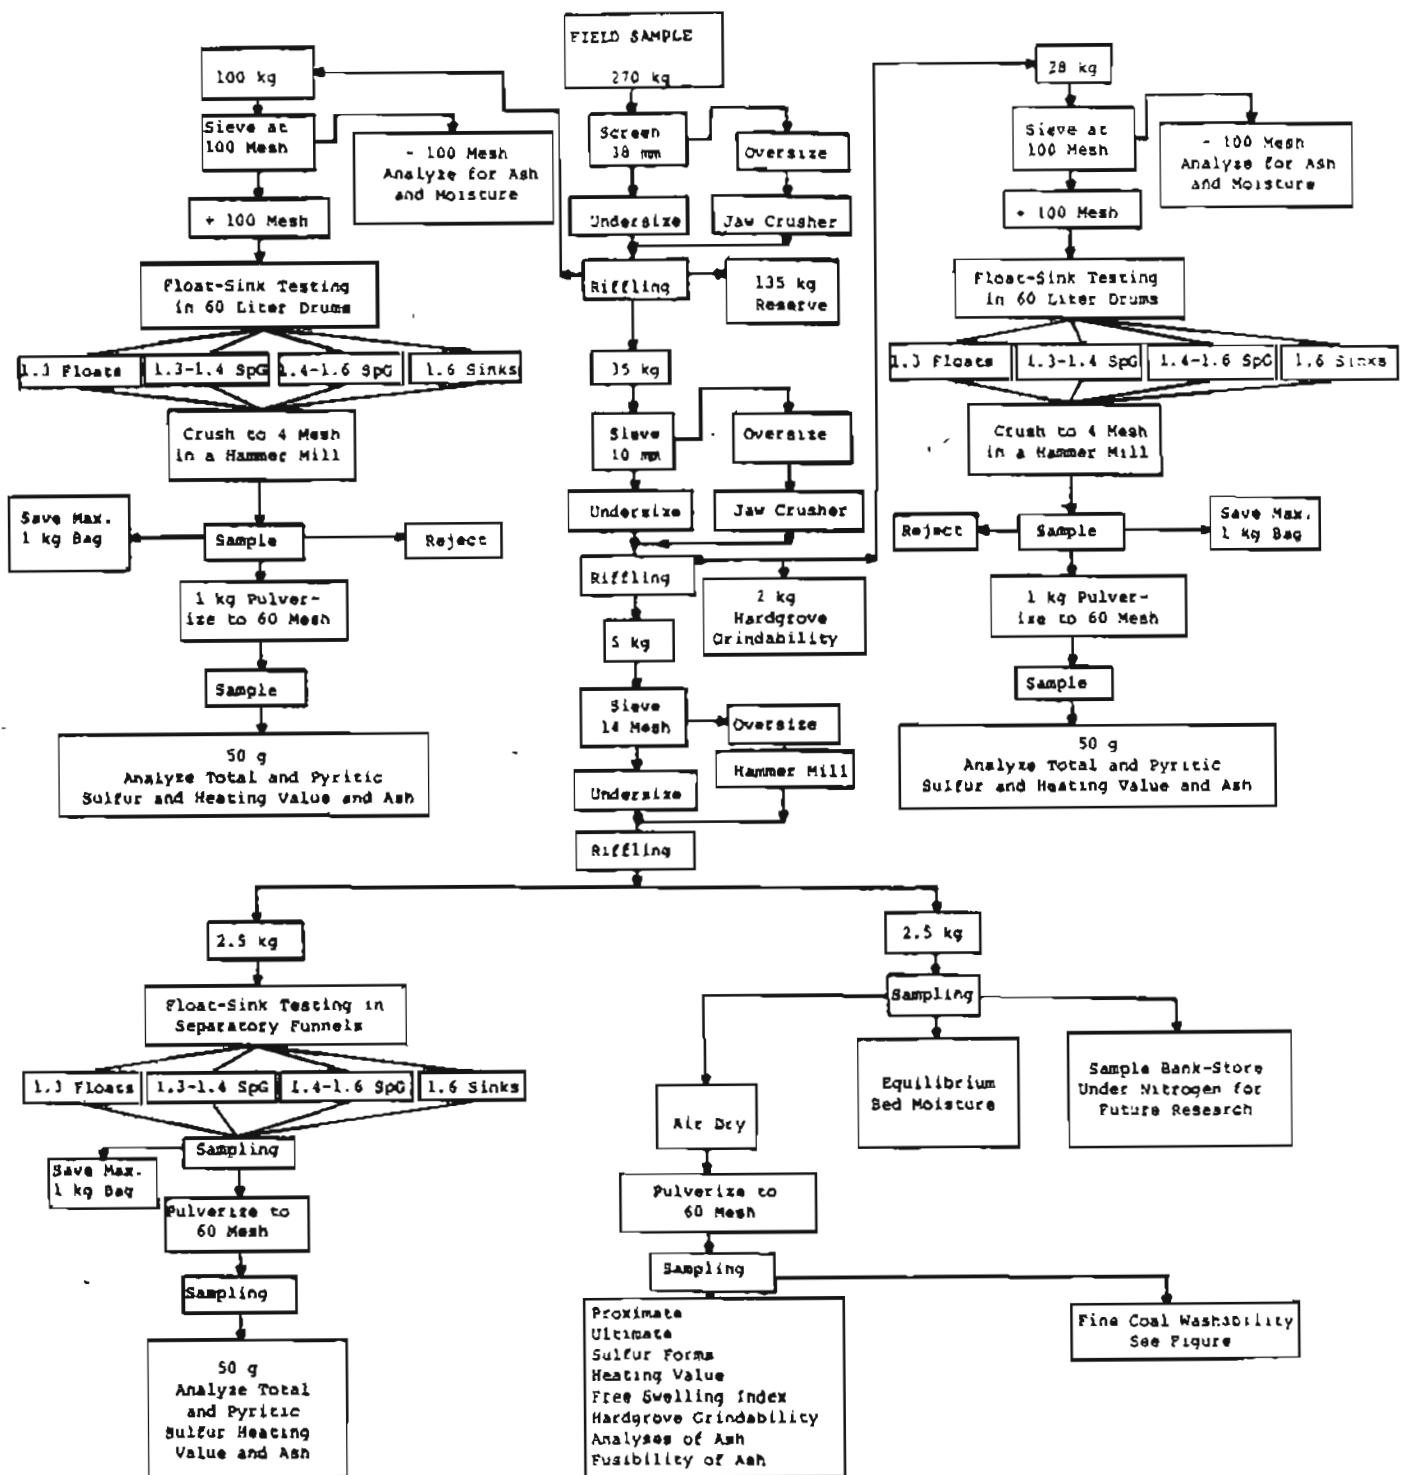 FIELD SAMPLE
270 kg
Screen
38 mm
Oversize
Undersize
Jaw Crusher
Riffling
135 kg
Reserve
100 kg
Sieve at
100 Mesh
- 100 Mesh
Analyze for Ash
and Moisture
+ 100 Mesh
Float-Sink Testing
in 60 Liter Drums
1.3 Floats
1.3-1.4 SpG
1.4-1.6 SpG
1.6 Sinks
Crush to 4 Mesh
in a Hammer Mill
Save Max.
1 kg Bag
Sample
Reject
1 kg Pulver-
ize to 60 Mesh
Sample
50 g
Analyze Total and Pyritic
Sulfur and Heating Value and Ash
35 kg
Sieve
10 mm
Oversize
Undersize
Jaw Crusher
Riffling
2 kg
Hardgrove
Grindability
5 kg
Sieve
14 Mesh
Oversize
Hammer Mill
Undersize
Riffling
28 kg
Sieve at
100 Mesh
- 100 Mesh
Analyze for Ash
and Moisture
+ 100 Mesh
Float-Sink Testing
in 60 Liter Drums
1.3 Floats
1.3-1.4 SpG
1.4-1.6 SpG
1.6 Sinks
Crush to 4 Mesh
in a Hammer Mill
Reject
Sample
Save Max.
1 kg Bag
1 kg Pulver-
ize to 60 Mesh
Sample
50 g
Analyze Total and Pyritic
Sulfur and Heating Value and Ash
2.5 kg
Float-Sink Testing in
Separatory Funnels
1.3 Floats
1.3-1.4 SpG
1.4-1.6 SpG
1.6 Sinks
Sampling
Save Max.
1 kg Bag
Pulverize to
60 Mesh
Sampling
50 g
Analyze Total
and Pyritic
Sulfur Heating
Value and Ash
2.5 kg
Sampling
Air Dry
Equilibrium
Bed Moisture
Sample Bank-Store
Under Nitrogen for
Future Research
Pulverize to
60 Mesh
Sampling
Proximate
Ultimate
Sulfur Forms
Heating Value
Free Swelling Index
Hardgrove Grindability
Analyses of Ash
Fusibility of Ash
Fine Coal Washability
See Figure